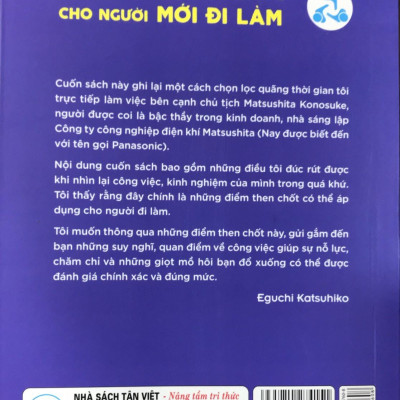 CHO NGƯỜI MỚI ĐI LÀM
Cuốn sách này ghi lại một cách chọn lọc quãng thời gian tôi
trực tiếp làm việc bên cạnh chủ tịch Matsushita Konosuke,
người được coi là bậc thầy trong kinh doanh, nhà sáng lập
Công ty công nghiệp điện khí Matsushita (Nay được biết đến
với tên gọi Panasonic).
Nội dung cuốn sách bao gồm những điều tôi đúc rút được
khi nhìn lại công việc, kinh nghiệm của mình trong quá khứ.
Tôi thấy rằng đây chính là những điểm then chốt có thể áp
dụng cho người đi làm.
Tôi muốn thông qua những điểm then chốt này, gửi gắm đến
bạn những suy nghĩ, quan điểm về công việc giúp sự nỗ lực,
chăm chỉ và những giọt mồ hôi bạn đổ xuống có thể được
đánh giá chính xác và đúng mức.
Eguchi Katsuhiko
NHÀ SÁCH TÂN VIỆT - Nâng tầm tri thức